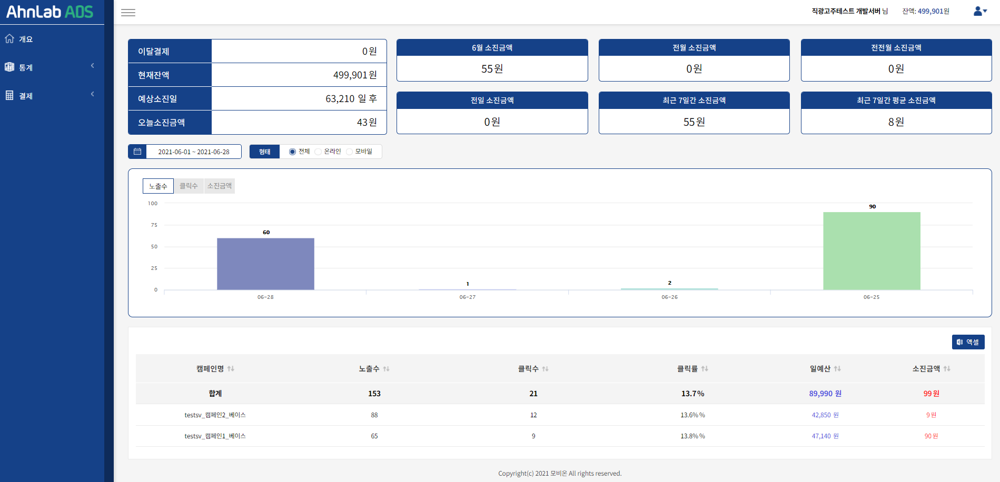 AhnLab ADS
직광고주테스트 개발서버 님 잔액: 499,901원
개요
통계
결제
이달결제 0원
현재잔액 499,901원
예상소진일 63,210 일 후
오늘소진금액 43원
6월 소진금액
55원
전월 소진금액
0원
전전월 소진금액
0원
전일 소진금액
0원
최근 7일간 소진금액
55원
최근 7일간 평균 소진금액
8원
2021-06-01 ~ 2021-06-28 형태 전체 온라인 모바일
노출수 클릭수 소진금액
100
75
50
25
0
60
1
2
90
06-28 06-27 06-26 06-25
엑셀
캠페인명 노출수 클릭수 클릭률 일예산 소진금액
합계 153 21 13.7% 89,990 원 99원
testsv_캠페인2_베이스 88 12 13.6%% 42,850 원 9원
testsv_캠페인1_베이스 65 9 13.8%% 47,140 원 90원
Copyright(c) 2021 모비온 All rights reserved.